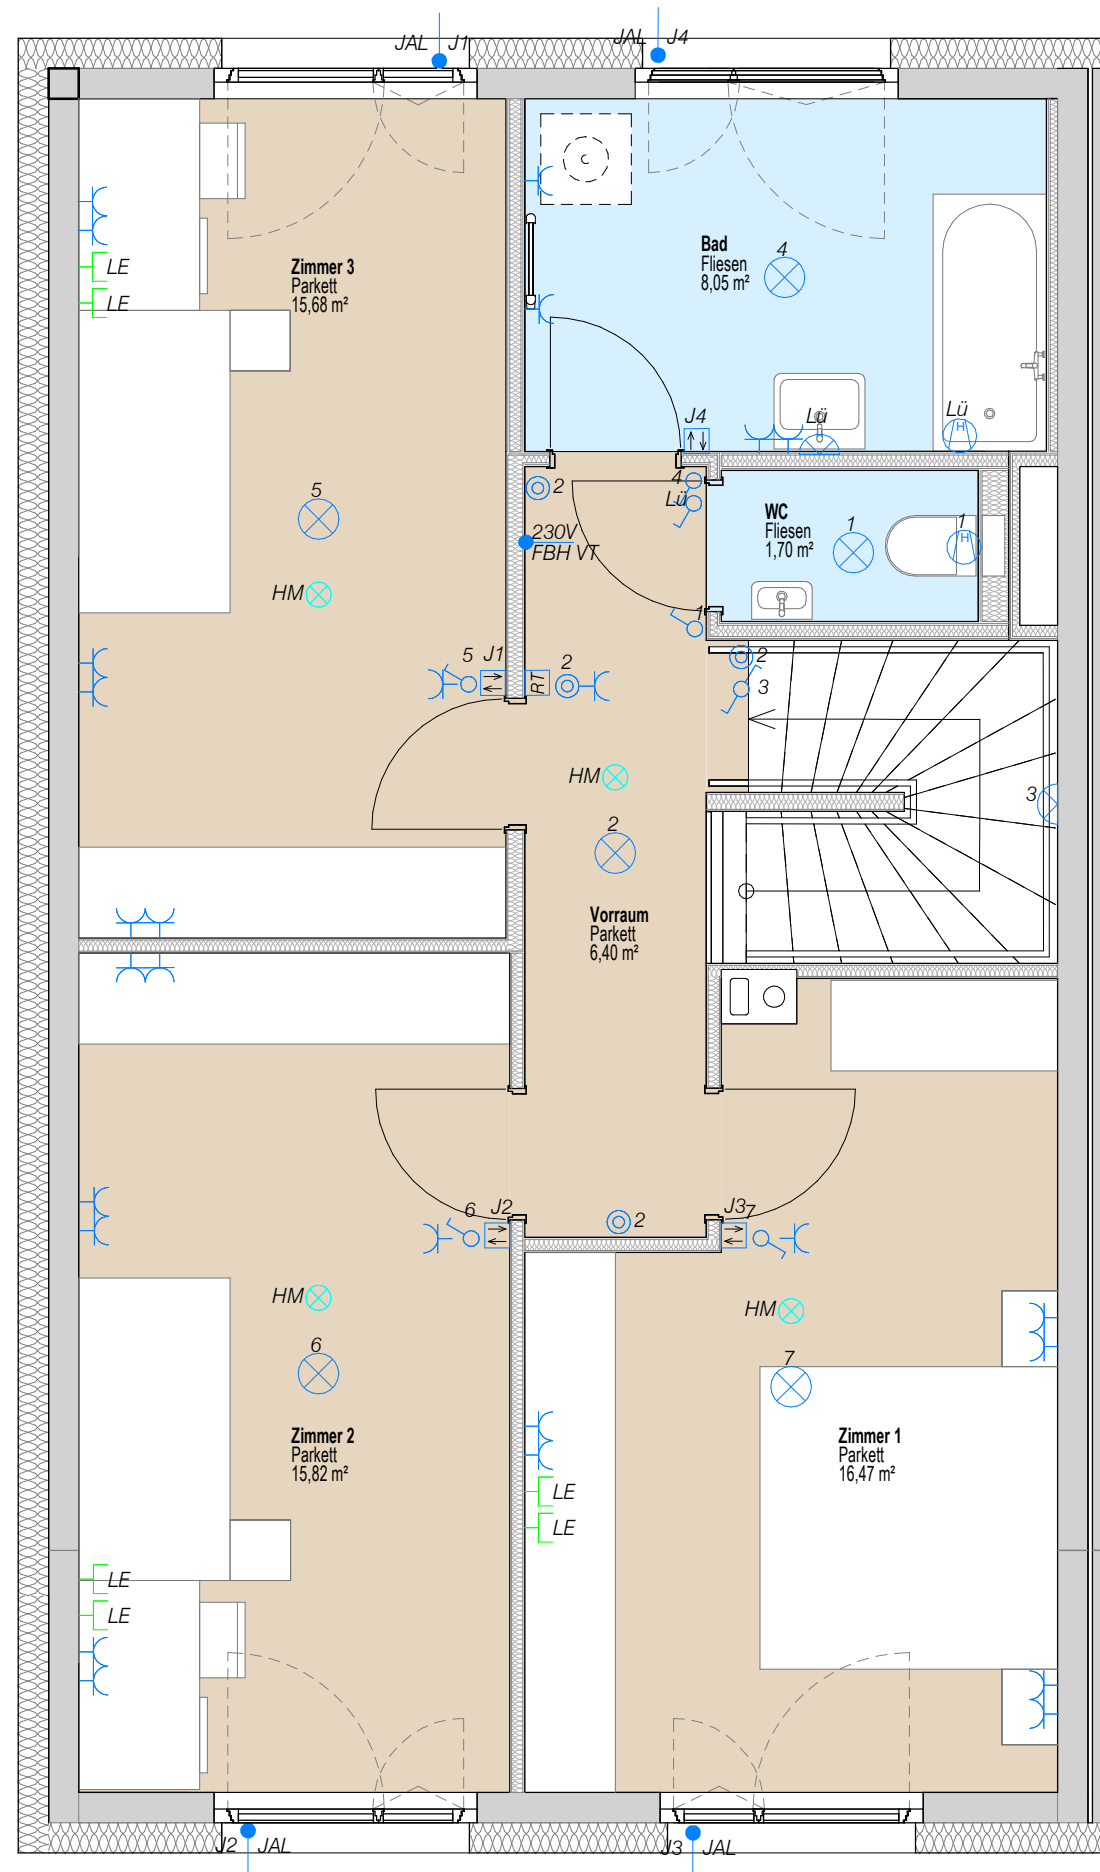 JAL J1
JAL J4
Zimmer 3
Parkett
15,68 m²
LE
LE
Bad
Fliesen
8,05 m²
4
J4
Lü
Lü
H
5
2
4
Lü
230V
FBH VT
WC
Fliesen
1,70 m²
1
1
H
HM
1
5 J1
RT
2
2
3
HM
3
2
Vorraum
Parkett
6,40 m²
6 J2
2
J3 7
HM
HM
6
7
Zimmer 2
Parkett
15,82 m²
Zimmer 1
Parkett
16,47 m²
LE
LE
LE
LE
J2 JAL
J3 JAL